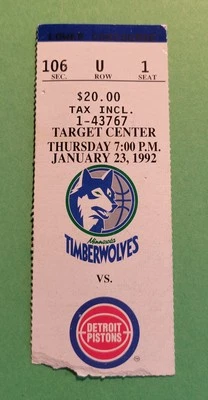 106 U 1
SEC. ROW SEAT
$20.00
TAX INCL.
1-43767
TARGET CENTER
THURSDAY 7:00 P.M.
JANUARY 23, 1992
Minnesota
TIMBERWOLVES
VS.
DETROIT
PISTONS